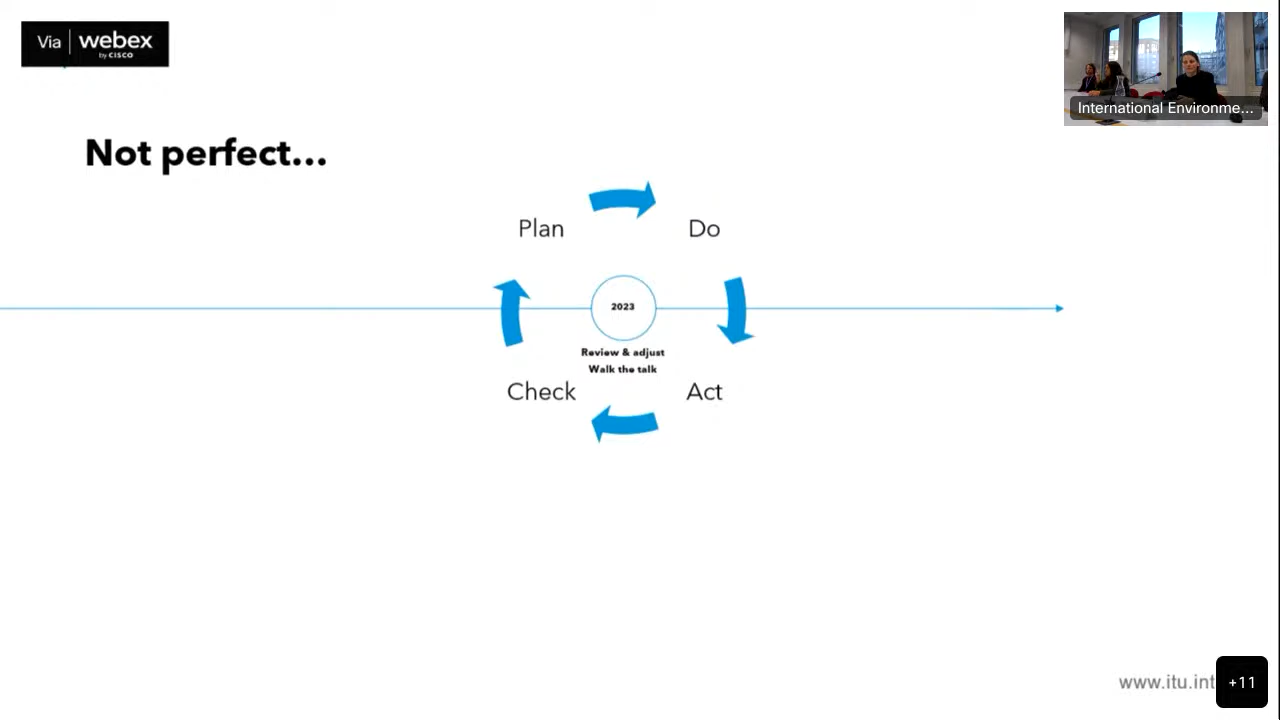 Via | webex
by CISCO
International Environme...
Not perfect...
Plan
Do
2023
Review & adjust
Walk the talk
Check
Act
www.itu.int
+11